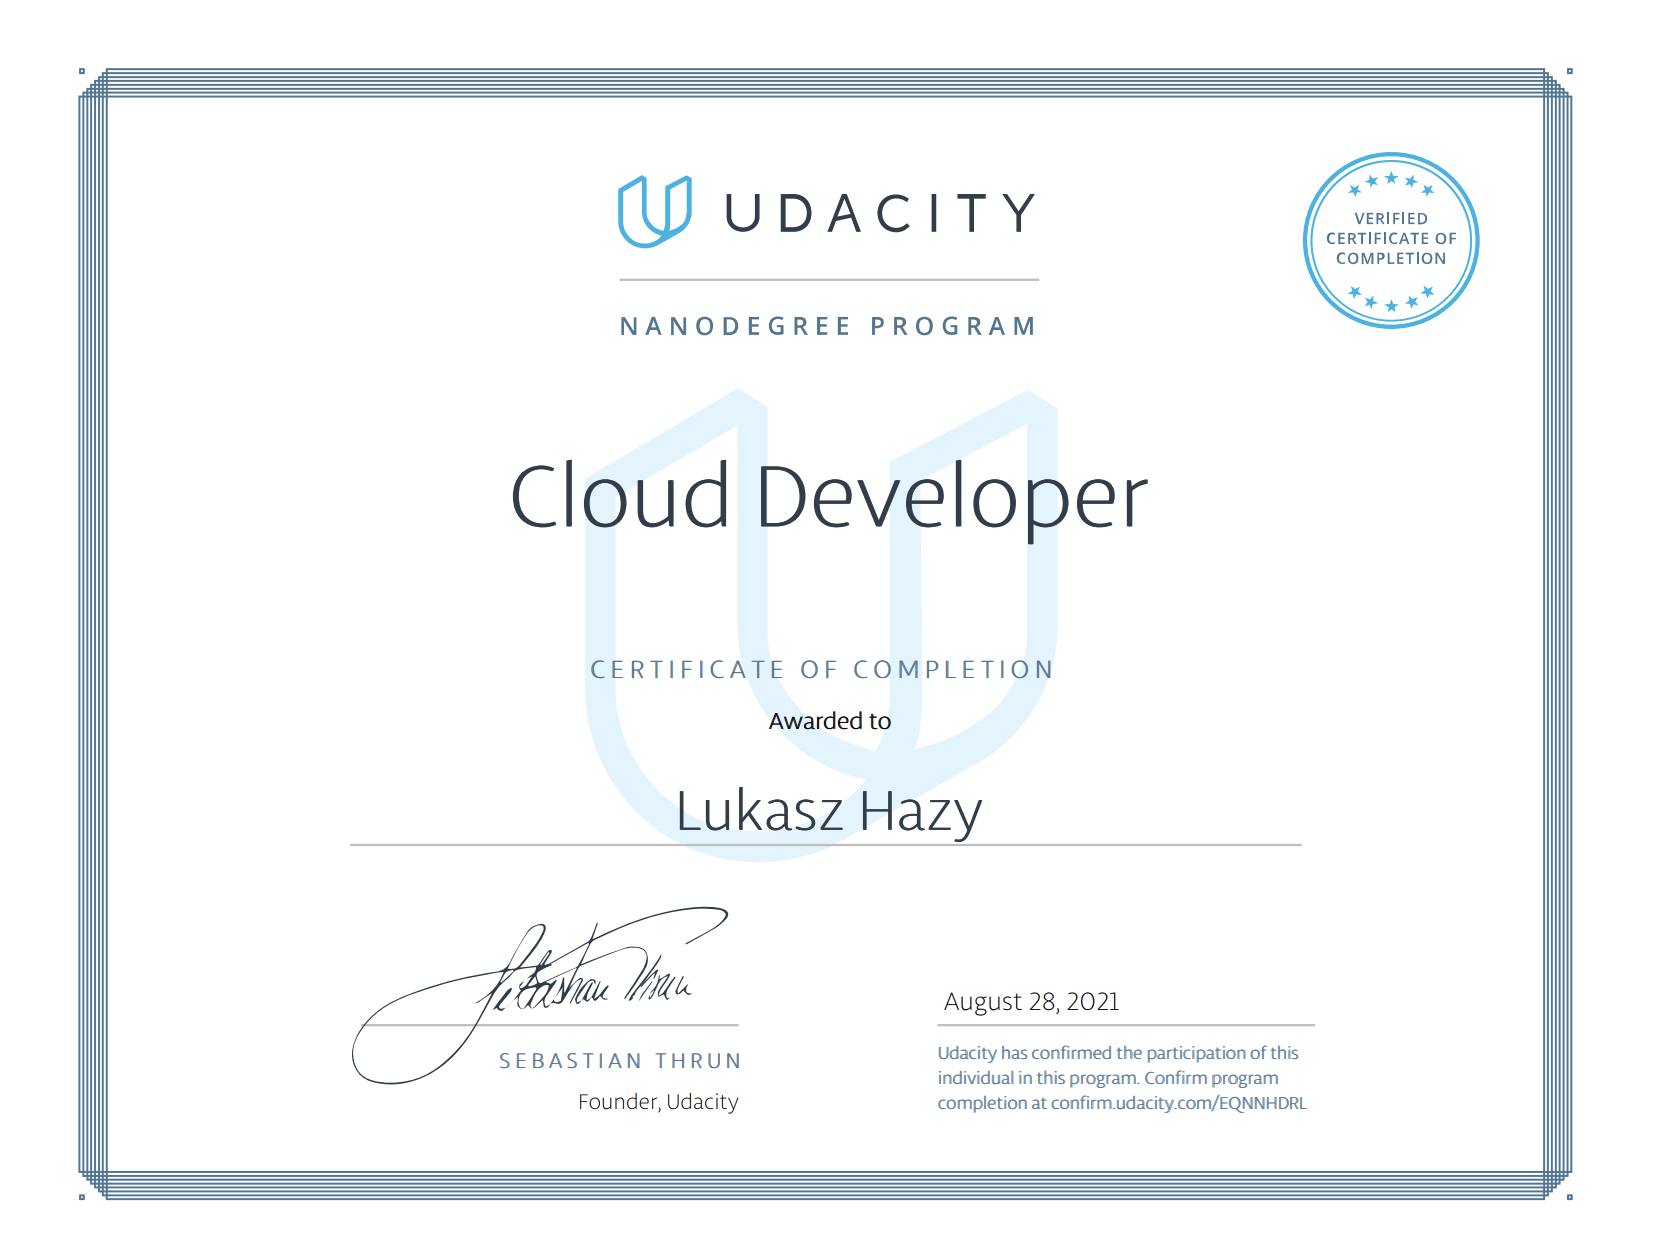 UDACITY
VERIFIED
CERTIFICATE OF
COMPLETION
NANODEGREE PROGRAM
Cloud Developer
CERTIFICATE OF COMPLETION
Awarded to
Lukasz Hazy
Sebastian Thrun
SEBASTIAN THRUN
Founder, Udacity
August 28, 2021
Udacity has confirmed the participation of this
individual in this program. Confirm program
completion at confirm.udacity.com/EQNNHDRL